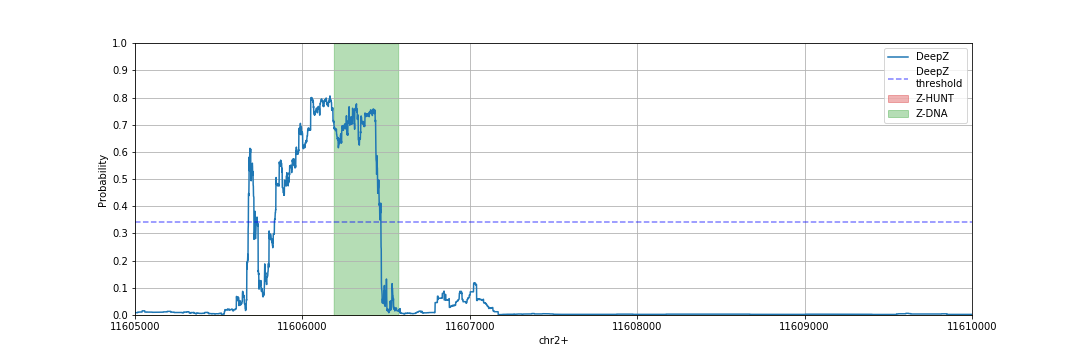 1.0
0.9
0.8
0.7
0.6
0.5
0.4
0.3
0.2
0.1
0.0
Probability
11605000
11606000
11607000
11608000
11609000
11610000
chr2+
DeepZ
DeepZ
threshold
Z-HUNT
Z-DNA